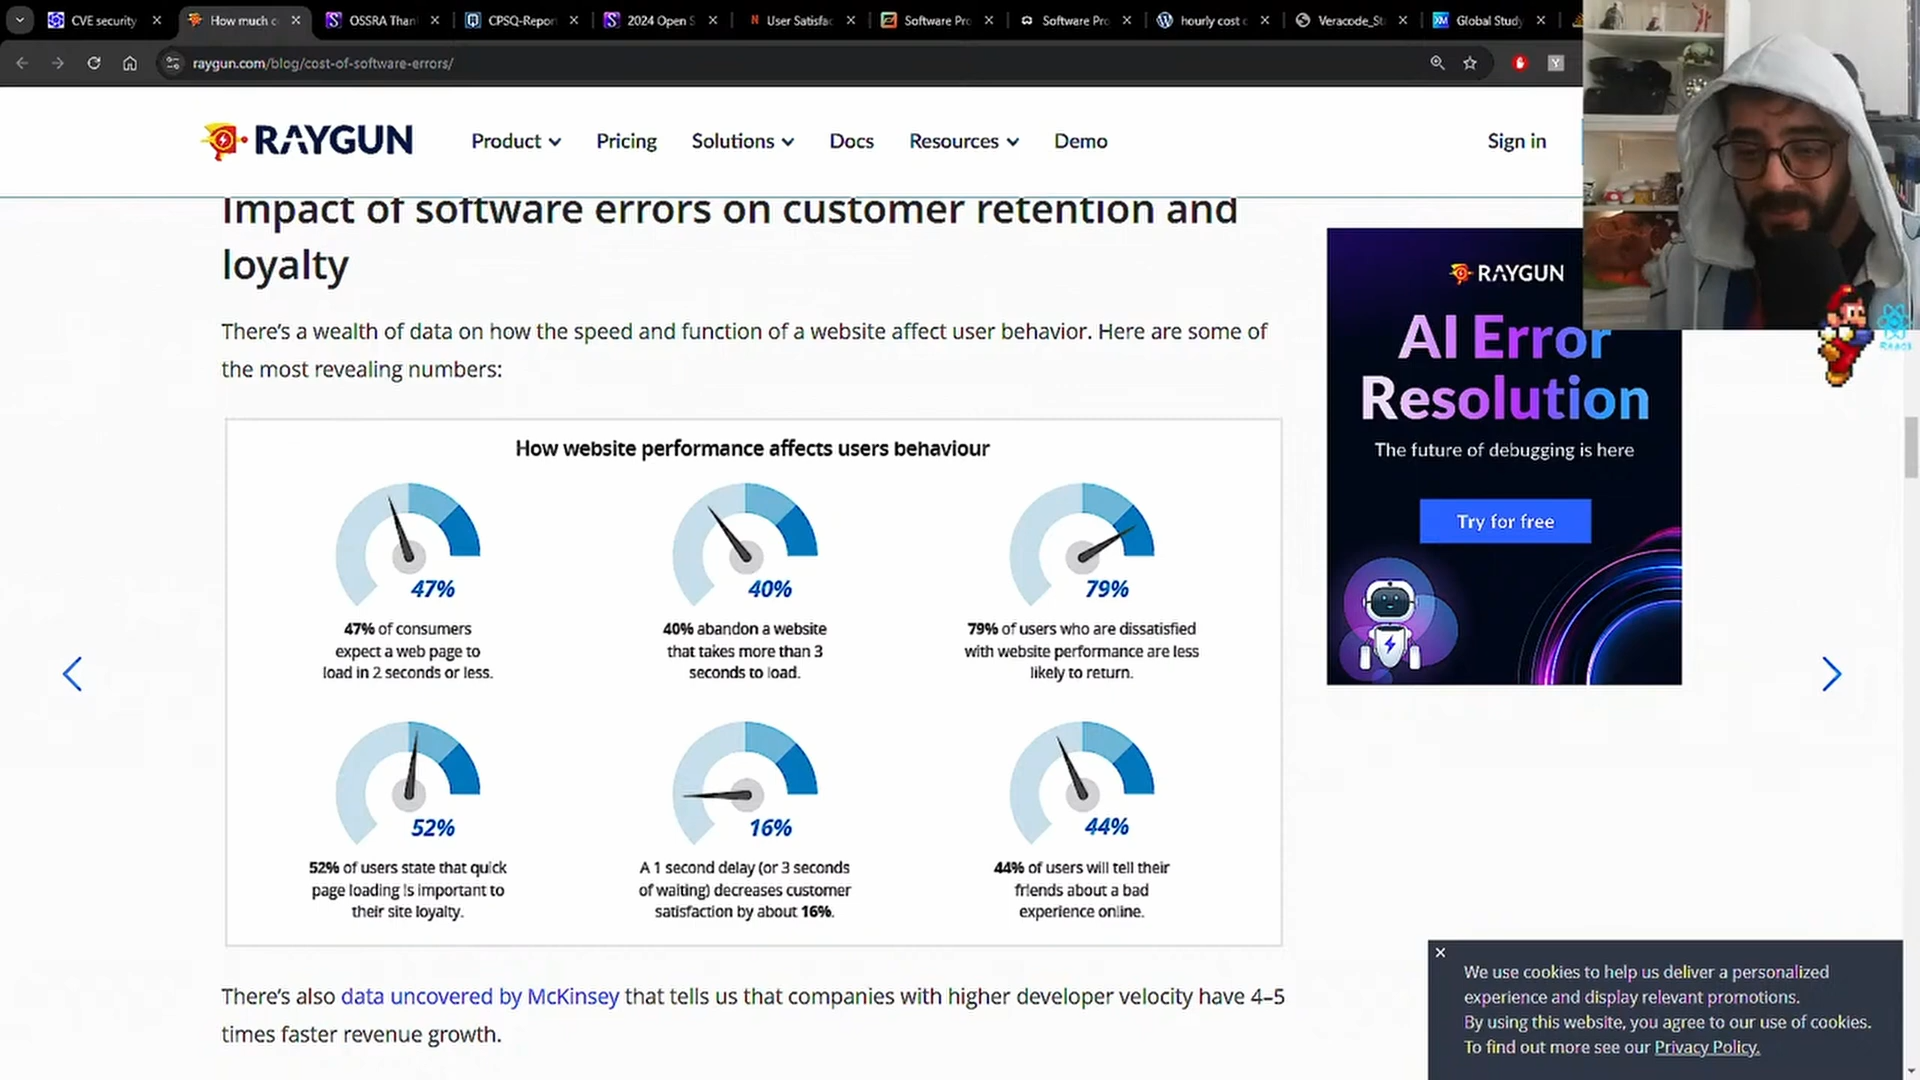 CVE security
How much c
OSSRA Than
CPSQ-Repor
2024 Open S
User Satisfac
Software Pro
Software Pro
hourly cost o
Veracode_St
Global Study
raygun.com/blog/cost-of-software-errors/
RAYGUN
Product
Pricing
Solutions
Docs
Resources
Demo
Sign in
Impact of software errors on customer retention and
loyalty
There's a wealth of data on how the speed and function of a website affect user behavior. Here are some of
the most revealing numbers:
How website performance affects users behaviour
47%
47% of consumers
expect a web page to
load in 2 seconds or less.
40%
40% abandon a website
that takes more than 3
seconds to load.
79%
79% of users who are dissatisfied
with website performance are less
likely to return.
52%
52% of users state that quick
page loading is important to
their site loyalty.
16%
A 1 second delay (or 3 seconds
of waiting) decreases customer
satisfaction by about 16%.
44%
44% of users will tell their
friends about a bad
experience online.
There's also data uncovered by McKinsey that tells us that companies with higher developer velocity have 4–5
times faster revenue growth.
RAYGUN
AI Error
Resolution
The future of debugging is here
Try for free
We use cookies to help us deliver a personalized
experience and display relevant promotions.
By using this website, you agree to our use of cookies.
To find out more see our Privacy Policy.